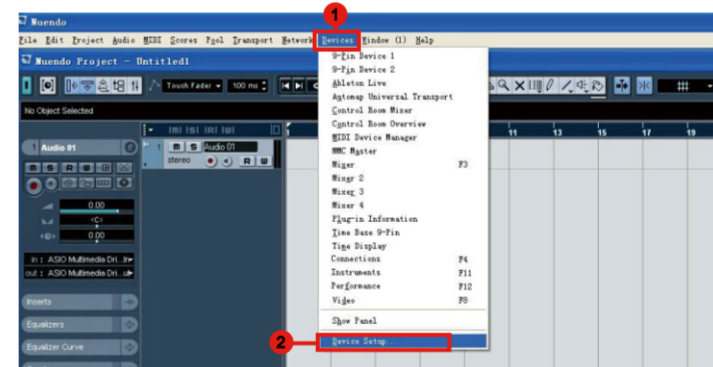 1
Nuendo
File Edit Project Audio MIDI Scores Pool Transport Network Devices Window (1) Help
Nuendo Project - Untitled1
Touch Fader 100 ms
No Object Selected
11 13 15 17 19
1 Audio 01
1 m S Audio 01
stereo R W
m S R W
0.00
<C>
0.00
in : ASIO Multimedia Dri..
out : ASIO Multimedia Dri..
Inserts
Equalizers
Equalizer Curve
9-Pin Device 1
9-Pin Device 2
Ableton Live
Automap Universal Transport
Control Room Mixer
Control Room Overview
MIDI Device Manager
MMC Master
Mixer F3
Mixer 2
Mixer 3
Mixer 4
Plug-in Information
Time Base 9-Pin
Time Display
Connections F4
Instruments F11
Performance F12
Video F8
Show Panel
2
Device Setup...